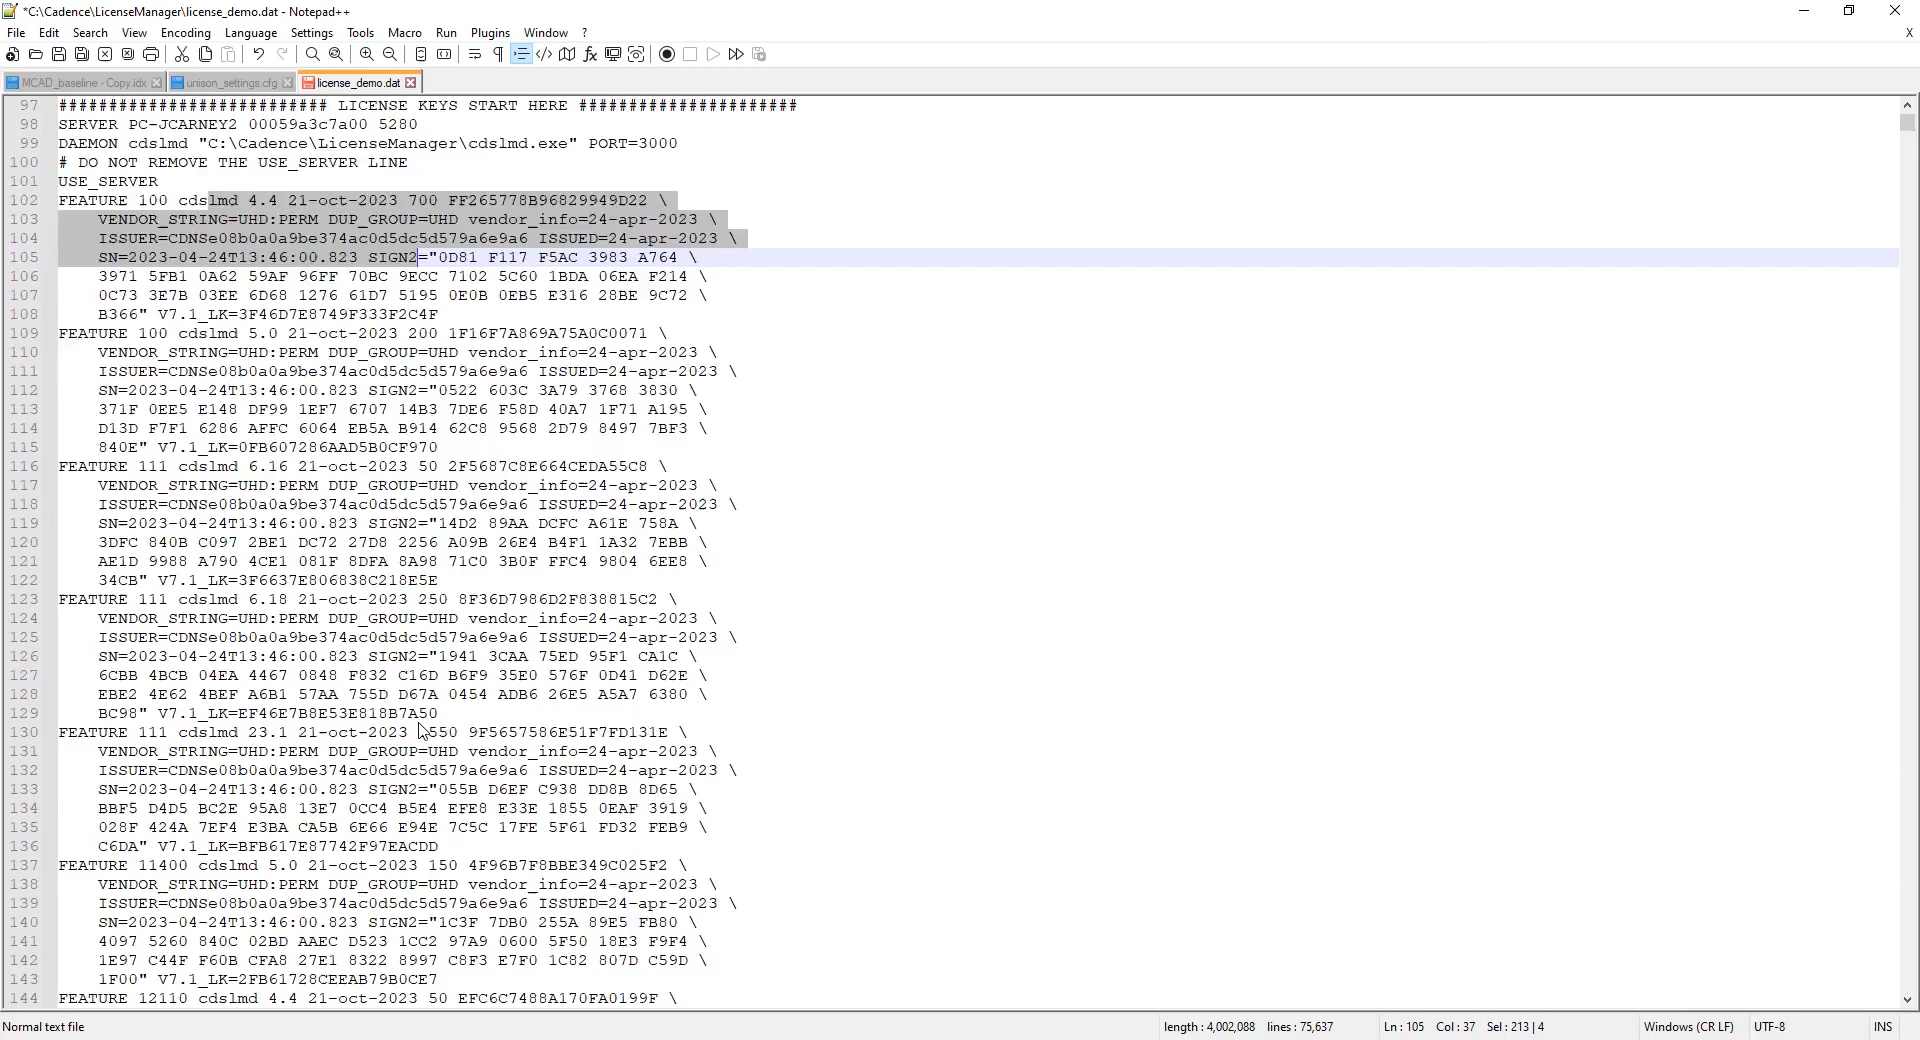 *C:\Cadence\LicenseManager\license_demo.dat - Notepad++
File Edit Search View Encoding Language Settings Tools Macro Run Plugins Window ? X
MCAD_baseline - Copy.idx unison_settings.cfg license_demo.dat
97 ########################### LICENSE KEYS START HERE ######################
98 SERVER PC-JCARNEY2 00059a3c7a00 5280
99 DAEMON cdslmd "C:\Cadence\LicenseManager\cdslmd.exe" PORT=3000
100 # DO NOT REMOVE THE USE_SERVER LINE
101 USE_SERVER
102 FEATURE 100 cdslmd 4.4 21-oct-2023 700 FF265778B96829949D22 \
103 VENDOR_STRING=UHD:PERM DUP_GROUP=UHD vendor_info=24-apr-2023 \
104 ISSUER=CDNSe08b0a0a9be374ac0d5dc5d579a6e9a6 ISSUED=24-apr-2023 \
105 SN=2023-04-24T13:46:00.823 SIGN2="0D81 F117 F5AC 3983 A764 \
106 3971 5FB1 0A62 59AF 96FF 70BC 9ECC 7102 5C60 1BDA 06EA F214 \
107 0C73 3E7B 03EE 6D68 1276 61D7 5195 0E0B 0EB5 E316 28BE 9C72 \
108 B366" V7.1_LK=3F46D7E8749F333F2C4F
109 FEATURE 100 cdslmd 5.0 21-oct-2023 200 1F16F7A869A75A0C0071 \
110 VENDOR_STRING=UHD:PERM DUP_GROUP=UHD vendor_info=24-apr-2023 \
111 ISSUER=CDNSe08b0a0a9be374ac0d5dc5d579a6e9a6 ISSUED=24-apr-2023 \
112 SN=2023-04-24T13:46:00.823 SIGN2="0522 603C 3A79 3768 3830 \
113 371F 0EE5 E148 DF99 1EF7 6707 14B3 7DE6 F58D 40A7 1F71 A195 \
114 D13D F7F1 6286 AFFC 6064 EB5A B914 62C8 9568 2D79 8497 7BF3 \
115 840E" V7.1_LK=0FB607286AAD5B0CF970
116 FEATURE 111 cdslmd 6.16 21-oct-2023 50 2F5687C8E664CEDA55C8 \
117 VENDOR_STRING=UHD:PERM DUP_GROUP=UHD vendor_info=24-apr-2023 \
118 ISSUER=CDNSe08b0a0a9be374ac0d5dc5d579a6e9a6 ISSUED=24-apr-2023 \
119 SN=2023-04-24T13:46:00.823 SIGN2="14D2 89AA DCFC A61E 758A \
120 3DFC 840B C097 2BE1 DC72 27D8 2256 A09B 26E4 B4F1 1A32 7EBB \
121 AE1D 9988 A790 4CE1 081F 8DFA 8A98 71C0 3B0F FFC4 9804 6EE8 \
122 34CB" V7.1_LK=3F6637E806838C218E5E
123 FEATURE 111 cdslmd 6.18 21-oct-2023 250 8F36D7986D2F838815C2 \
124 VENDOR_STRING=UHD:PERM DUP_GROUP=UHD vendor_info=24-apr-2023 \
125 ISSUER=CDNSe08b0a0a9be374ac0d5dc5d579a6e9a6 ISSUED=24-apr-2023 \
126 SN=2023-04-24T13:46:00.823 SIGN2="1941 3CAA 75ED 95F1 CA1C \
127 6CBB 4BCB 04EA 4467 0848 F832 C16D B6F9 35E0 576F 0D41 D62E \
128 EBE2 4E62 4BEF A6B1 57AA 755D D67A 0454 ADB6 26E5 A5A7 6380 \
129 BC98" V7.1_LK=EF46E7B8E53E818B7A50
130 FEATURE 111 cdslmd 23.1 21-oct-2023 550 9F5657586E51F7FD131E \
131 VENDOR_STRING=UHD:PERM DUP_GROUP=UHD vendor_info=24-apr-2023 \
132 ISSUER=CDNSe08b0a0a9be374ac0d5dc5d579a6e9a6 ISSUED=24-apr-2023 \
133 SN=2023-04-24T13:46:00.823 SIGN2="055B D6EF C938 DD8B 8D65 \
134 BBF5 D4D5 BC2E 95A8 13E7 0CC4 B5E4 EFE8 E33E 1855 0EAF 3919 \
135 028F 424A 7EF4 E3BA CA5B 6E66 E94E 7C5C 17FE 5F61 FD32 FEB9 \
136 C6DA" V7.1_LK=BFB617E87742F97EACDD
137 FEATURE 11400 cdslmd 5.0 21-oct-2023 150 4F96B7F8BBE349C025F2 \
138 VENDOR_STRING=UHD:PERM DUP_GROUP=UHD vendor_info=24-apr-2023 \
139 ISSUER=CDNSe08b0a0a9be374ac0d5dc5d579a6e9a6 ISSUED=24-apr-2023 \
140 SN=2023-04-24T13:46:00.823 SIGN2="1C3F 7DB0 255A 89E5 FB80 \
141 4097 5260 840C 02BD AAEC D523 1CC2 97A9 0600 5F50 18E3 F9F4 \
142 1E97 C44F F60B CFA8 27E1 8322 8997 C8F3 E7F0 1C82 807D C59D \
143 1F00" V7.1_LK=2FB61728CEEAB79B0CE7
144 FEATURE 12110 cdslmd 4.4 21-oct-2023 50 EFC6C7488A170FA0199F \
Normal text file length : 4,002,088 lines : 75,637 Ln : 105 Col : 37 Sel : 213 | 4 Windows (CR LF) UTF-8 INS